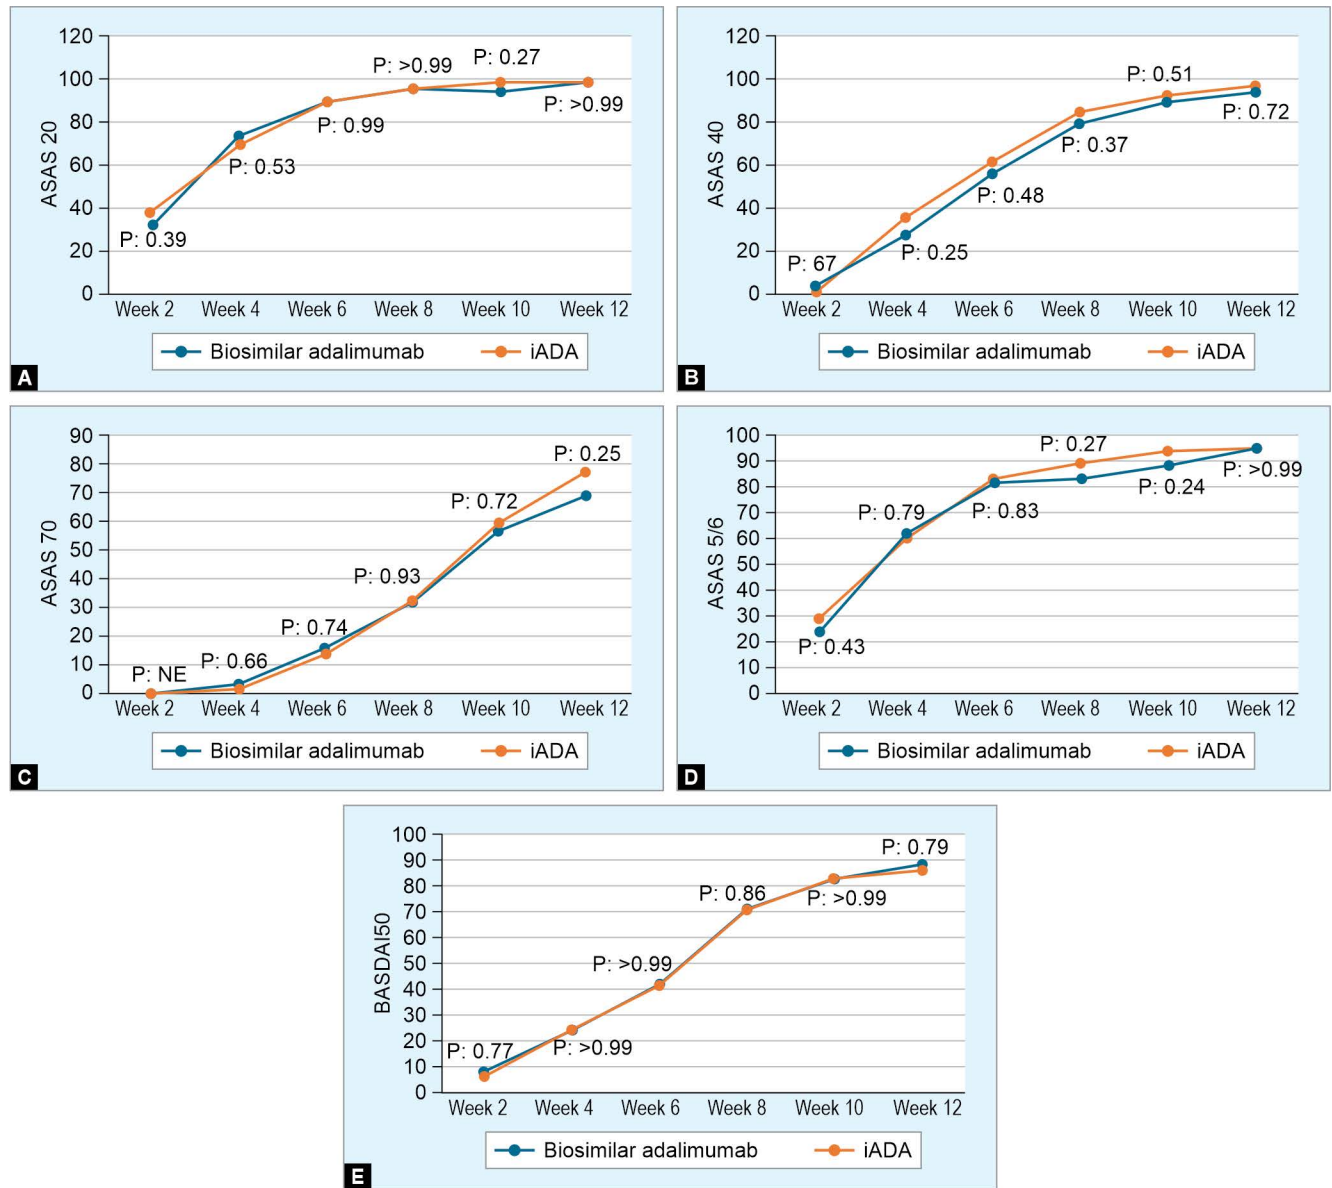 120
100
80
60
40
20
0
ASAS 20
P: 0.39
P: 0.53
P: 0.99
P: >0.99
P: 0.27
P: >0.99
Week 2 Week 4 Week 6 Week 8 Week 10 Week 12
Biosimilar adalimumab iADA
A
120
100
80
60
40
20
0
ASAS 40
P: 67
P: 0.25
P: 0.48
P: 0.37
P: 0.51
P: 0.72
Week 2 Week 4 Week 6 Week 8 Week 10 Week 12
Biosimilar adalimumab iADA
B
90
80
70
60
50
40
30
20
10
0
ASAS 70
P: NE
P: 0.66
P: 0.74
P: 0.93
P: 0.72
P: 0.25
Week 2 Week 4 Week 6 Week 8 Week 10 Week 12
Biosimilar adalimumab iADA
C
100
90
80
70
60
50
40
30
20
10
0
ASAS 5/6
P: 0.43
P: 0.79
P: 0.83
P: 0.27
P: 0.24
P: >0.99
Week 2 Week 4 Week 6 Week 8 Week 10 Week 12
Biosimilar adalimumab iADA
D
100
90
80
70
60
50
40
30
20
10
0
BASDAI50
P: 0.77
P: >0.99
P: >0.99
P: 0.86
P: >0.99
P: 0.79
Week 2 Week 4 Week 6 Week 8 Week 10 Week 12
Biosimilar adalimumab iADA
E